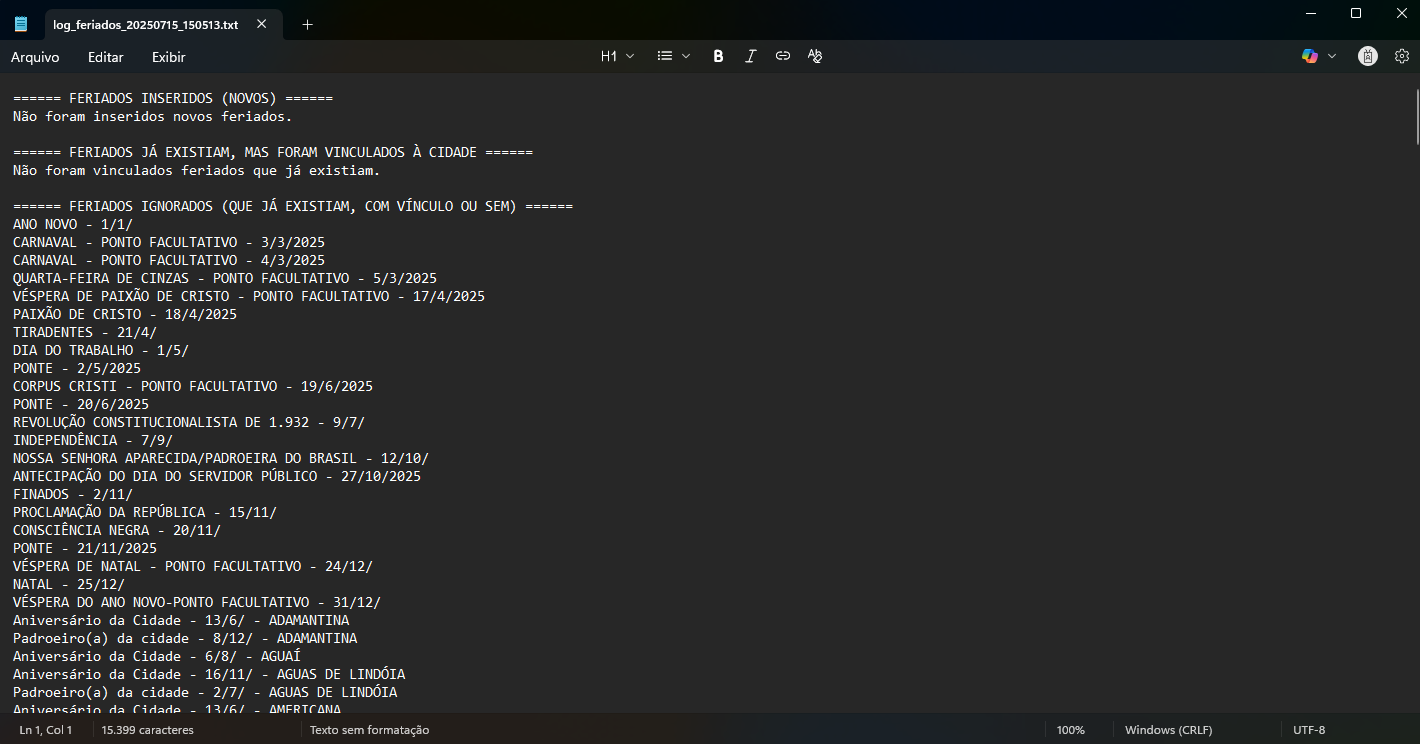 log_feriados_20250715_150513.txt
Arquivo
Editar
Exibir
H1
B
I
====== FERIADOS INSERIDOS (NOVOS) ======
Não foram inseridos novos feriados.
====== FERIADOS JÁ EXISTIAM, MAS FORAM VINCULADOS À CIDADE ======
Não foram vinculados feriados que já existiam.
====== FERIADOS IGNORADOS (QUE JÁ EXISTIAM, COM VÍNCULO OU SEM) ======
ANO NOVO - 1/1/
CARNAVAL - PONTO FACULTATIVO - 3/3/2025
CARNAVAL - PONTO FACULTATIVO - 4/3/2025
QUARTA-FEIRA DE CINZAS - PONTO FACULTATIVO - 5/3/2025
VÉSPERA DE PAIXÃO DE CRISTO - PONTO FACULTATIVO - 17/4/2025
PAIXÃO DE CRISTO - 18/4/2025
TIRADENTES - 21/4/
DIA DO TRABALHO - 1/5/
PONTE - 2/5/2025
CORPUS CRISTI - PONTO FACULTATIVO - 19/6/2025
PONTE - 20/6/2025
REVOLUÇÃO CONSTITUCIONALISTA DE 1.932 - 9/7/
INDEPENDÊNCIA - 7/9/
NOSSA SENHORA APARECIDA/PADROEIRA DO BRASIL - 12/10/
ANTECIPAÇÃO DO DIA DO SERVIDOR PÚBLICO - 27/10/2025
FINADOS - 2/11/
PROCLAMAÇÃO DA REPÚBLICA - 15/11/
CONSCIÊNCIA NEGRA - 20/11/
PONTE - 21/11/2025
VÉSPERA DE NATAL - PONTO FACULTATIVO - 24/12/
NATAL - 25/12/
VÉSPERA DO ANO NOVO-PONTO FACULTATIVO - 31/12/
Aniversário da Cidade - 13/6/ - ADAMANTINA
Padroeiro(a) da cidade - 8/12/ - ADAMANTINA
Aniversário da Cidade - 6/8/ - AGUAÍ
Aniversário da Cidade - 16/11/ - AGUAS DE LINDÓIA
Padroeiro(a) da cidade - 2/7/ - AGUAS DE LINDÓIA
Aniversário da Cidade - 13/6/ - AMERICANA
Ln 1, Col 1
15.399 caracteres
Texto sem formatação
100%
Windows (CRLF)
UTF-8